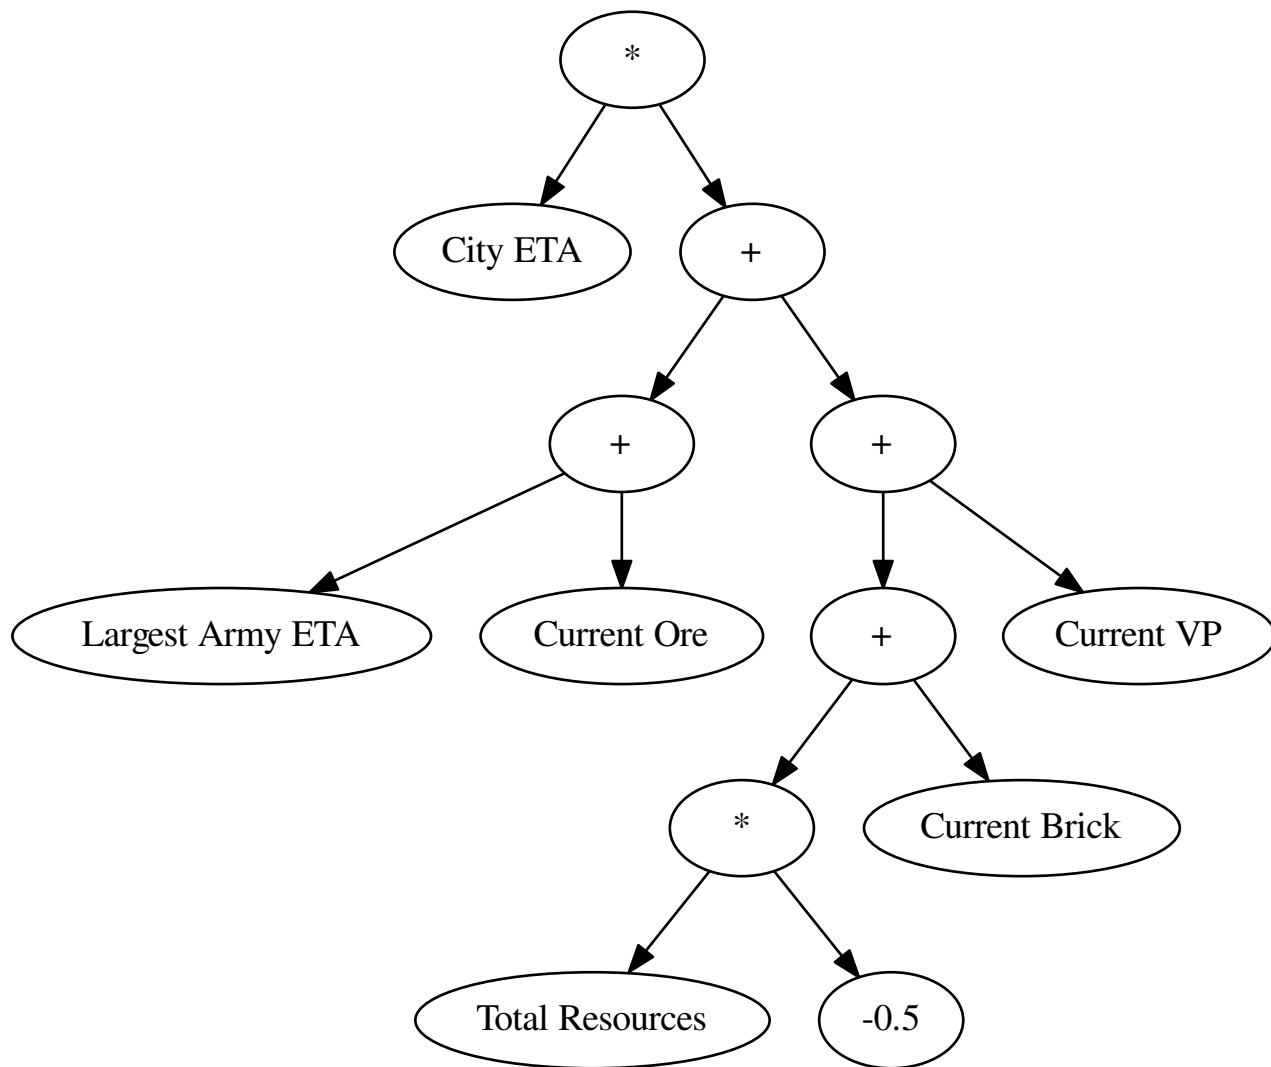 *
City ETA
+
+
+
Largest Army ETA
Current Ore
+
Current VP
*
Current Brick
Total Resources
-0.5